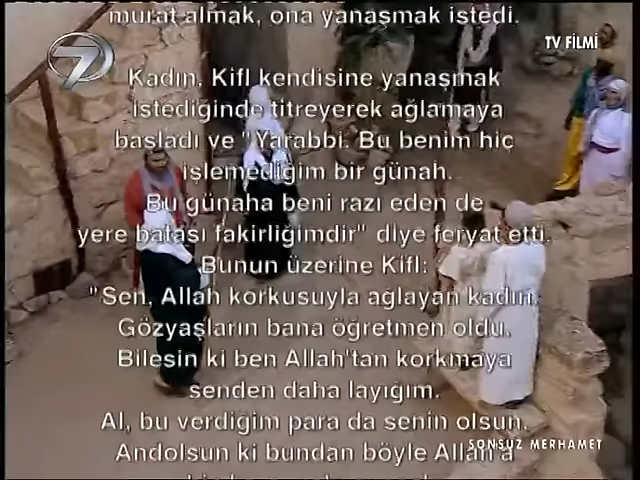 murat almak, ona yanaşmak istedi.
7
TV FİLMİ
Kadın, Kifl kendisine yanaşmak
istediğinde titreyerek ağlamaya
başladı ve "Yarabbi. Bu benim hiç
işlemediğim bir günah.
Bu günaha beni razı eden de
yere batası fakirliğimdir" diye feryat etti.
Bunun üzerine Kifl:
"Sen, Allah korkusuyla ağlayan kadın.
Gözyaşların bana öğretmen oldu.
Bilesin ki ben Allah'tan korkmaya
senden daha layığım.
Al, bu verdiğim para da senin olsun.
Andolsun ki bundan böyle Allah'a
SONSUZ MERHAMET